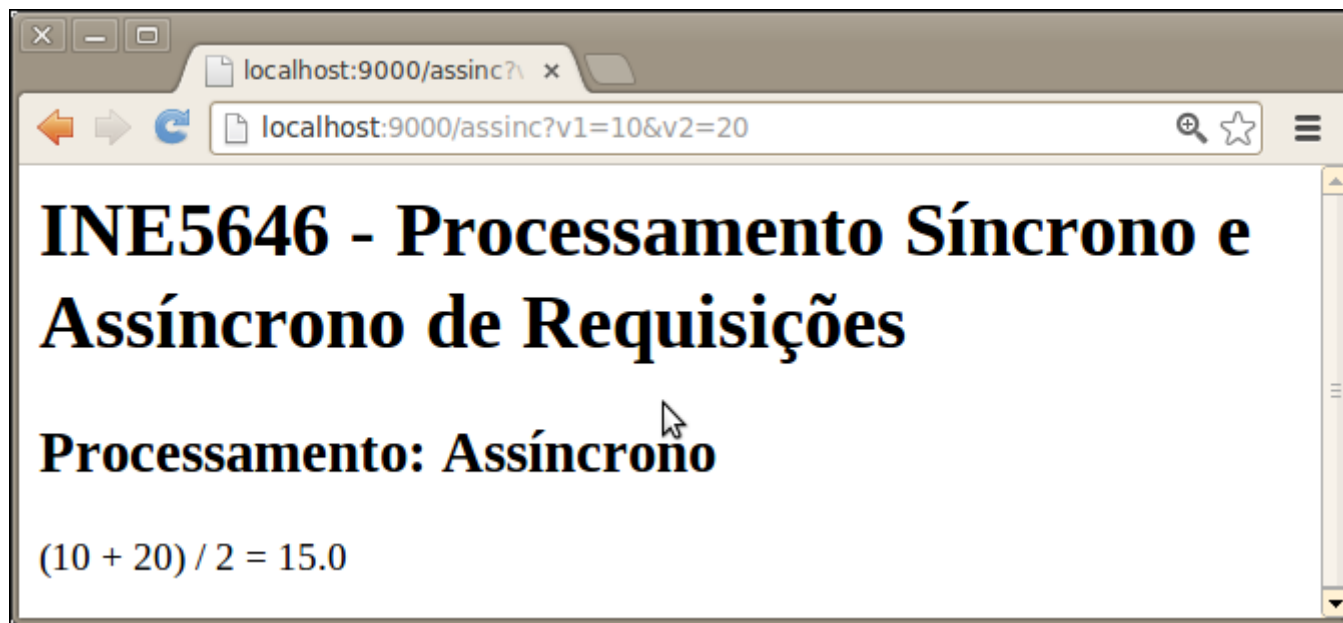 localhost:9000/assinc?
localhost:9000/assinc?v1=10&v2=20
INE5646 - Processamento Síncrono e
Assíncrono de Requisições
Processamento: Assíncrono
(10 + 20) / 2 = 15.0